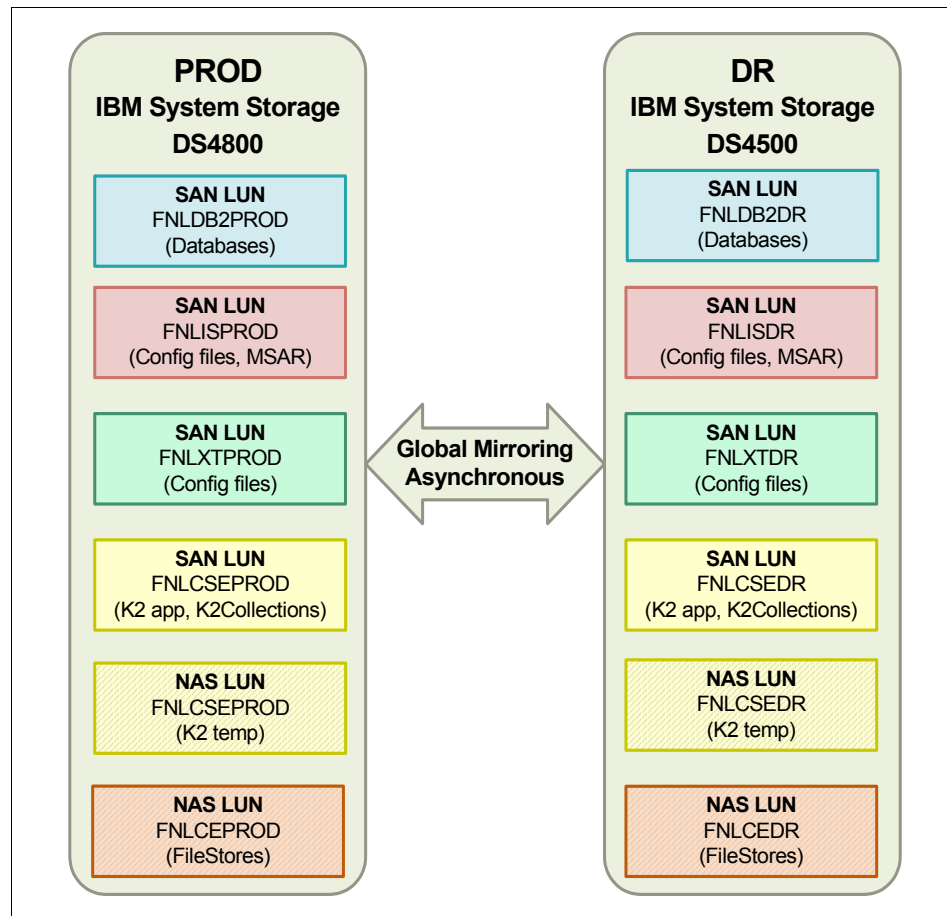 PROD
IBM System Storage
DS4800
SAN LUN
FNLDB2PROD
(Databases)
SAN LUN
FNLISPROD
(Config files, MSAR)
SAN LUN
FNLXTPROD
(Config files)
SAN LUN
FNLCSEPROD
(K2 app, K2Collections)
NAS LUN
FNLCSEPROD
(K2 temp)
NAS LUN
FNLCEPROD
(FileStores)
Global Mirroring
Asynchronous
DR
IBM System Storage
DS4500
SAN LUN
FNLDB2DR
(Databases)
SAN LUN
FNLISDR
(Config files, MSAR)
SAN LUN
FNLXTDR
(Config files)
SAN LUN
FNLCSEDR
(K2 app, K2Collections)
NAS LUN
FNLCSEDR
(K2 temp)
NAS LUN
FNLCEDR
(FileStores)